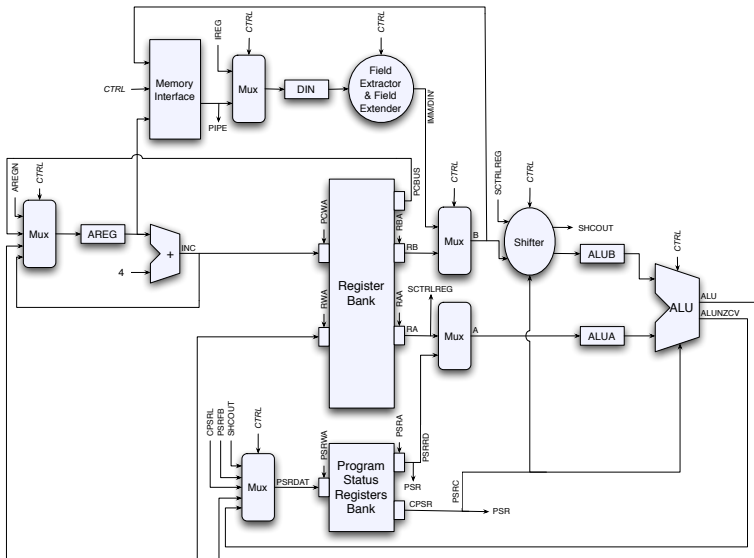 IREG
CTRL
CTRL
CTRL
Memory
Interface
Mux
DIN
Field
Extractor
& Field
Extender
PIPE
IMM/DIN'
AREGN
CTRL
PCBUS
CTRL
SCTRLREG
CTRL
Mux
AREG
+
INC
4
PCWA
RBA
RB
Mux
B
Shifter
SHCOUT
ALUB
CTRL
Register
Bank
RWA
RAA
SCTRLREG
RA
Mux
A
ALUA
ALU
ALU
ALUNZCV
CPSRL
PSRFB
SHCOUT
CTRL
Mux
PSRDAT
PSRWA
PSRA
PSRRD
Program
Status
Registers
Bank
PSR
CPSR
PSRC
PSR